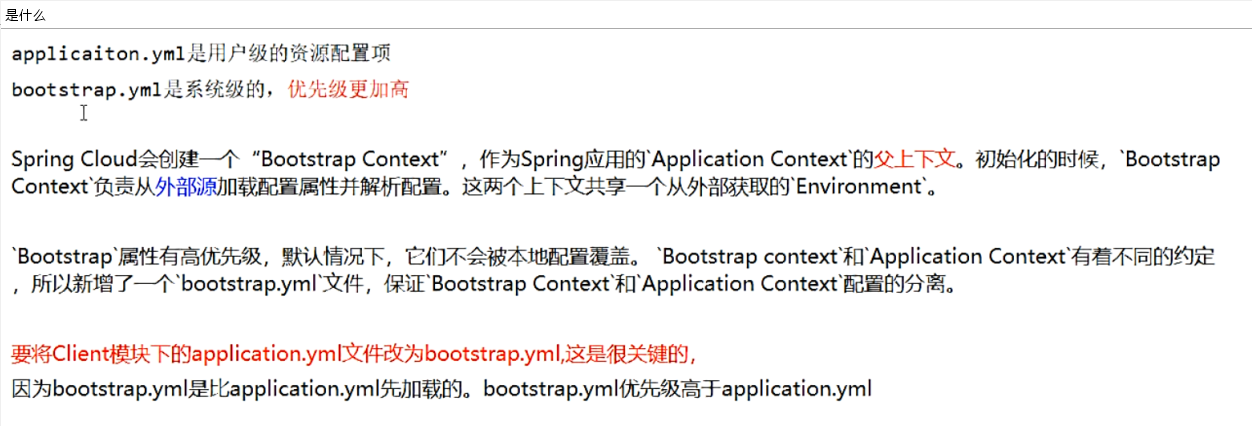 是什么
applicaiton.yml是用户级的资源配置项
bootstrap.yml是系统级的，优先级更加高
Spring Cloud会创建一个“Bootstrap Context”，作为Spring应用的`Application Context`的父上下文。初始化的时候，`Bootstrap
Context`负责从外部源加载配置属性并解析配置。这两个上下文共享一个从外部获取的`Environment`。
`Bootstrap`属性有高优先级，默认情况下，它们不会被本地配置覆盖。 `Bootstrap context`和`Application Context`有着不同的约定
，所以新增了一个`bootstrap.yml`文件，保证`Bootstrap Context`和`Application Context`配置的分离。
要将Client模块下的application.yml文件改为bootstrap.yml,这是很关键的，
因为bootstrap.yml是比application.yml先加载的。bootstrap.yml优先级高于application.yml